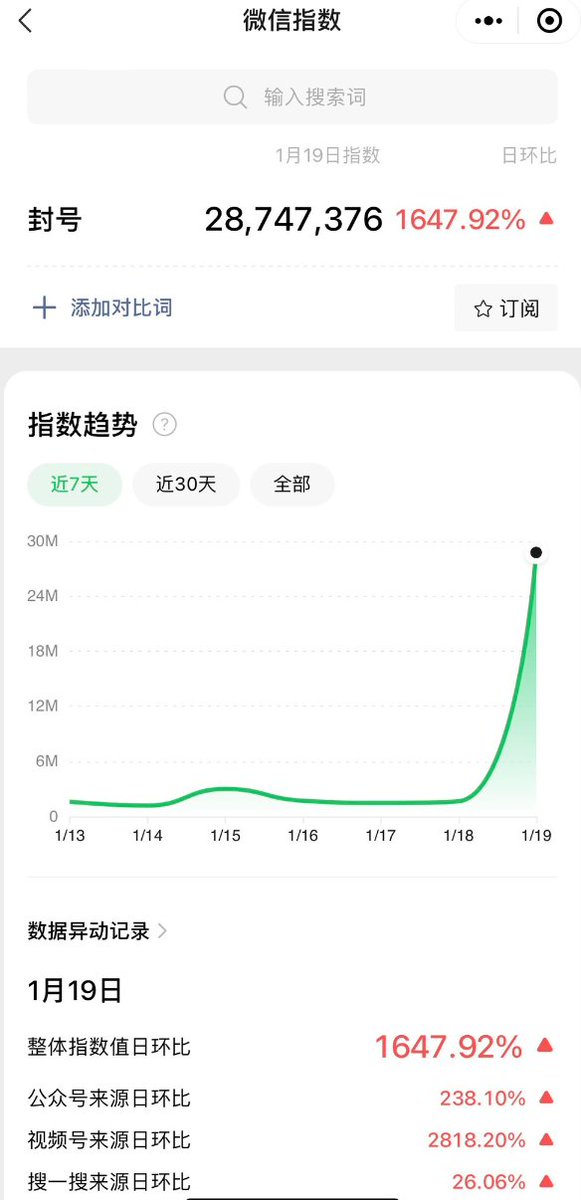 微信指数
输入搜索词
1月19日指数 日环比
封号 28,747,376 1647.92%
添加对比词 订阅
指数趋势 ?
近7天 近30天 全部
30M
24M
18M
12M
6M
0
1/13 1/14 1/15 1/16 1/17 1/18 1/19
数据异动记录
1月19日
整体指数值日环比 1647.92%
公众号来源日环比 238.10%
视频号来源日环比 2818.20%
搜一搜来源日环比 26.06%